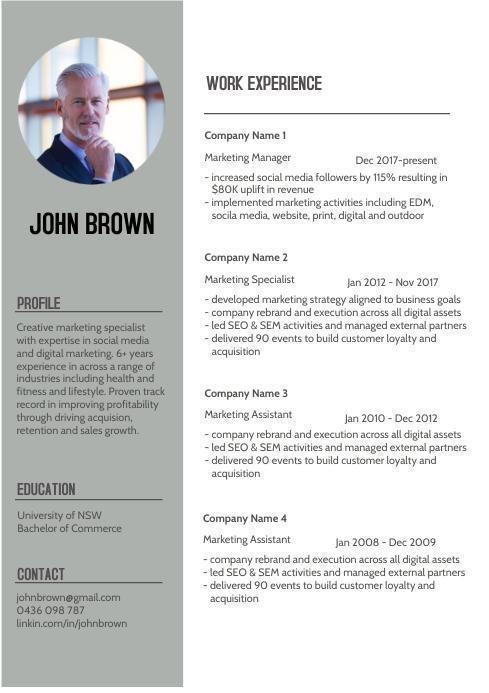 JOHN BROWN
PROFILE
Creative marketing specialist
with expertise in social media
and digital marketing. 6+ years
experience in across a range of
industries including health and
fitness and lifestyle. Proven track
record in improving profitability
through driving acquision,
retention and sales growth.
EDUCATION
University of NSW
Bachelor of Commerce
CONTACT
johnbrown@gmail.com
0436 098 787
linkin.com/in/johnbrown
WORK EXPERIENCE
Company Name 1
Marketing Manager Dec 2017-present
- increased social media followers by 115% resulting in
$80K uplift in revenue
- implemented marketing activities including EDM,
socila media, website, print, digital and outdoor
Company Name 2
Marketing Specialist Jan 2012 - Nov 2017
- developed marketing strategy aligned to business goals
- company rebrand and execution across all digital assets
- led SEO & SEM activities and managed external partners
- delivered 90 events to build customer loyalty and
acquisition
Company Name 3
Marketing Assistant Jan 2010 - Dec 2012
- company rebrand and execution across all digital assets
- led SEO & SEM activities and managed external partners
- delivered 90 events to build customer loyalty and
acquisition
Company Name 4
Marketing Assistant Jan 2008 - Dec 2009
- company rebrand and execution across all digital assets
- led SEO & SEM activities and managed external partners
- delivered 90 events to build customer loyalty and
acquisition